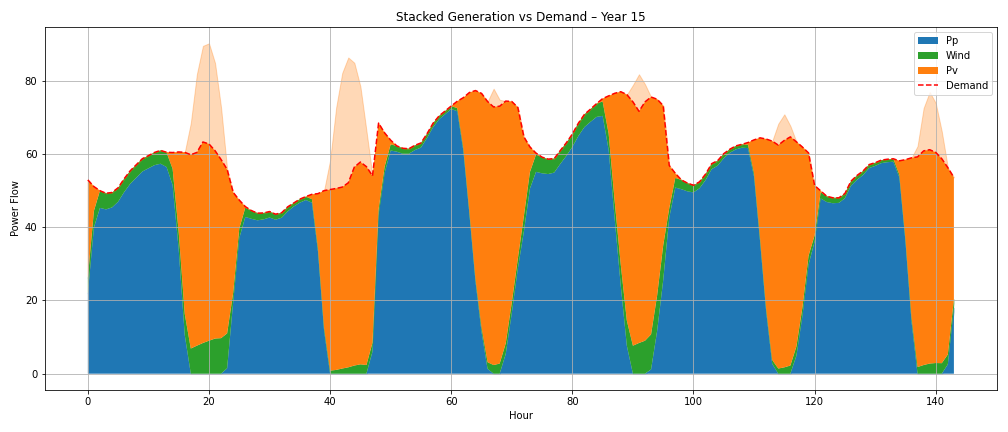 Stacked Generation vs Demand – Year 15
Pp
Wind
Pv
Demand
Power Flow
80
60
40
20
0
0 20 40 60 80 100 120 140
Hour